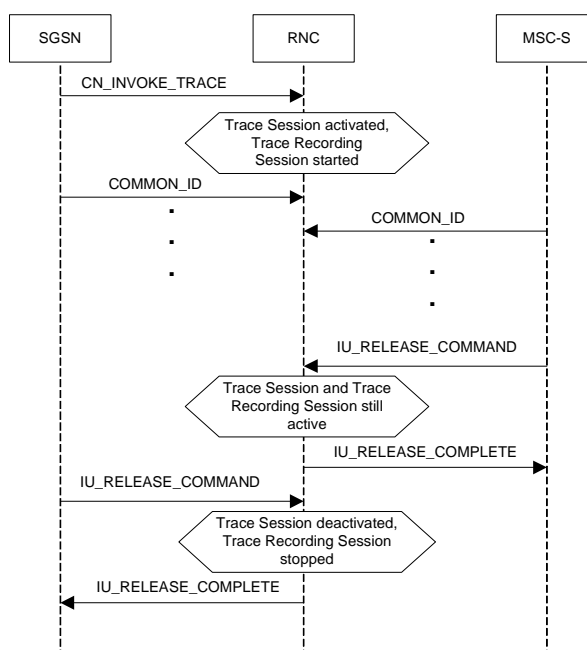 SGSN
RNC
MSC-S
CN_INVOKE_TRACE
Trace Session activated,
Trace Recording
Session started
COMMON_ID
COMMON_ID
IU_RELEASE_COMMAND
Trace Session and Trace
Recording Session still
active
IU_RELEASE_COMPLETE
IU_RELEASE_COMMAND
Trace Session deactivated,
Trace Recording Session
stopped
IU_RELEASE_COMPLETE